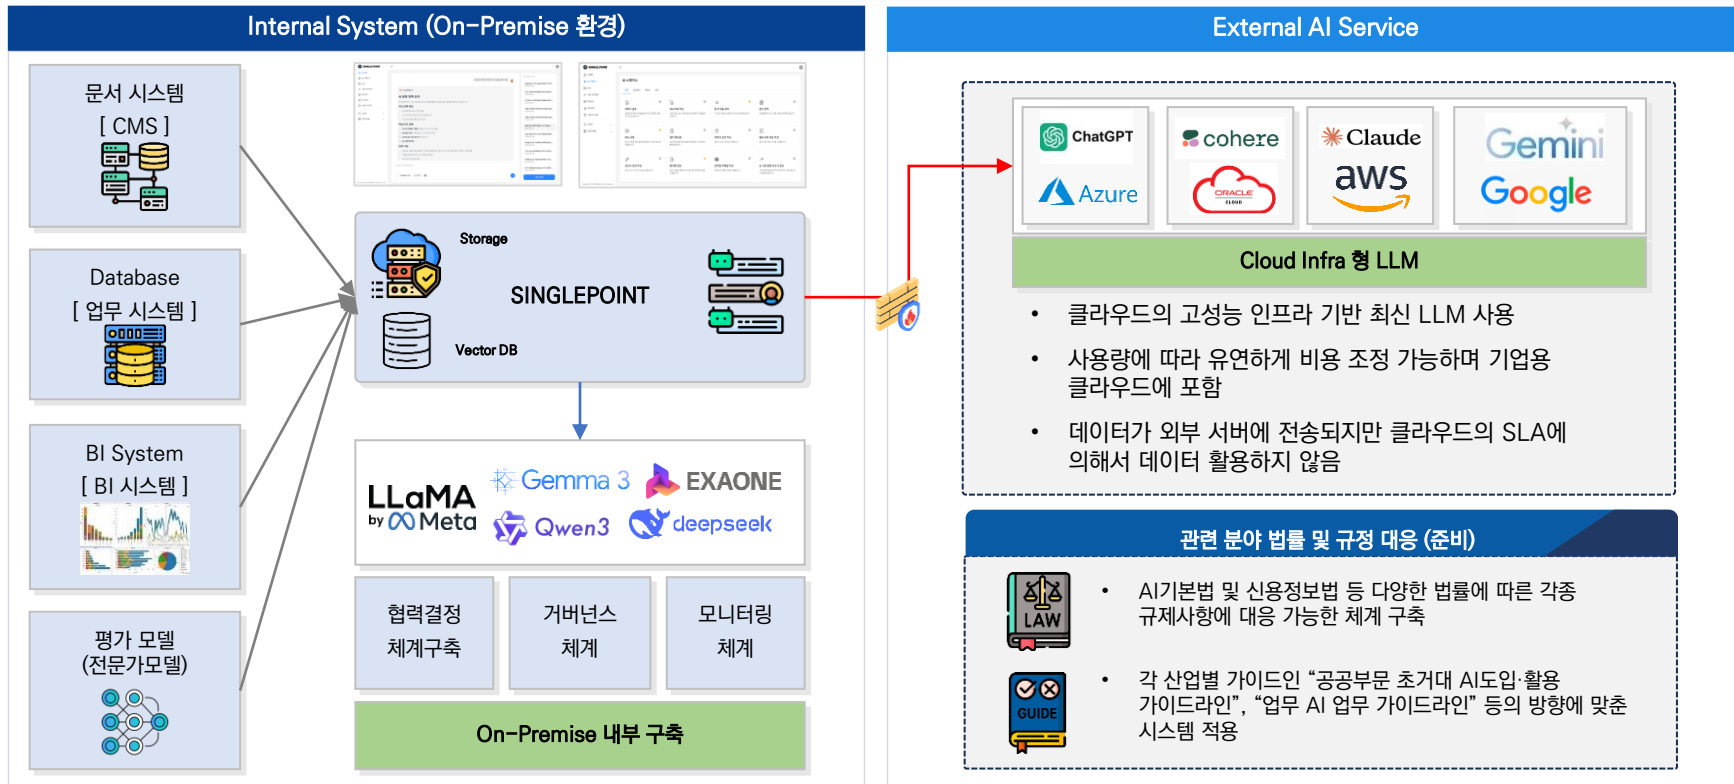 Internal System (On-Premise 환경)
문서 시스템
[ CMS ]
Database
[ 업무 시스템 ]
BI System
[ BI 시스템 ]
평가 모델
(전문가모델)
Storage
SINGLEPOINT
Vector DB
LLaMA
by Meta
Gemma 3
EXAONE
Qwen3
deepseek
협력결정
체계구축
거버넌스
체계
모니터링
체계
On-Premise 내부 구축
External AI Service
ChatGPT
Azure
cohere
ORACLE
CLOUD
Claude
aws
Gemini
Google
Cloud Infra 형 LLM
• 클라우드의 고성능 인프라 기반 최신 LLM 사용
• 사용량에 따라 유연하게 비용 조정 가능하며 기업용
클라우드에 포함
• 데이터가 외부 서버에 전송되지만 클라우드의 SLA에
의해서 데이터 활용하지 않음
관련 분야 법률 및 규정 대응 (준비)
LAW
• AI기본법 및 신용정보법 등 다양한 법률에 따른 각종
규제사항에 대응 가능한 체계 구축
GUIDE
• 각 산업별 가이드인 “공공부문 초거대 AI도입·활용
가이드라인”, “업무 AI 업무 가이드라인” 등의 방향에 맞춘
시스템 적용